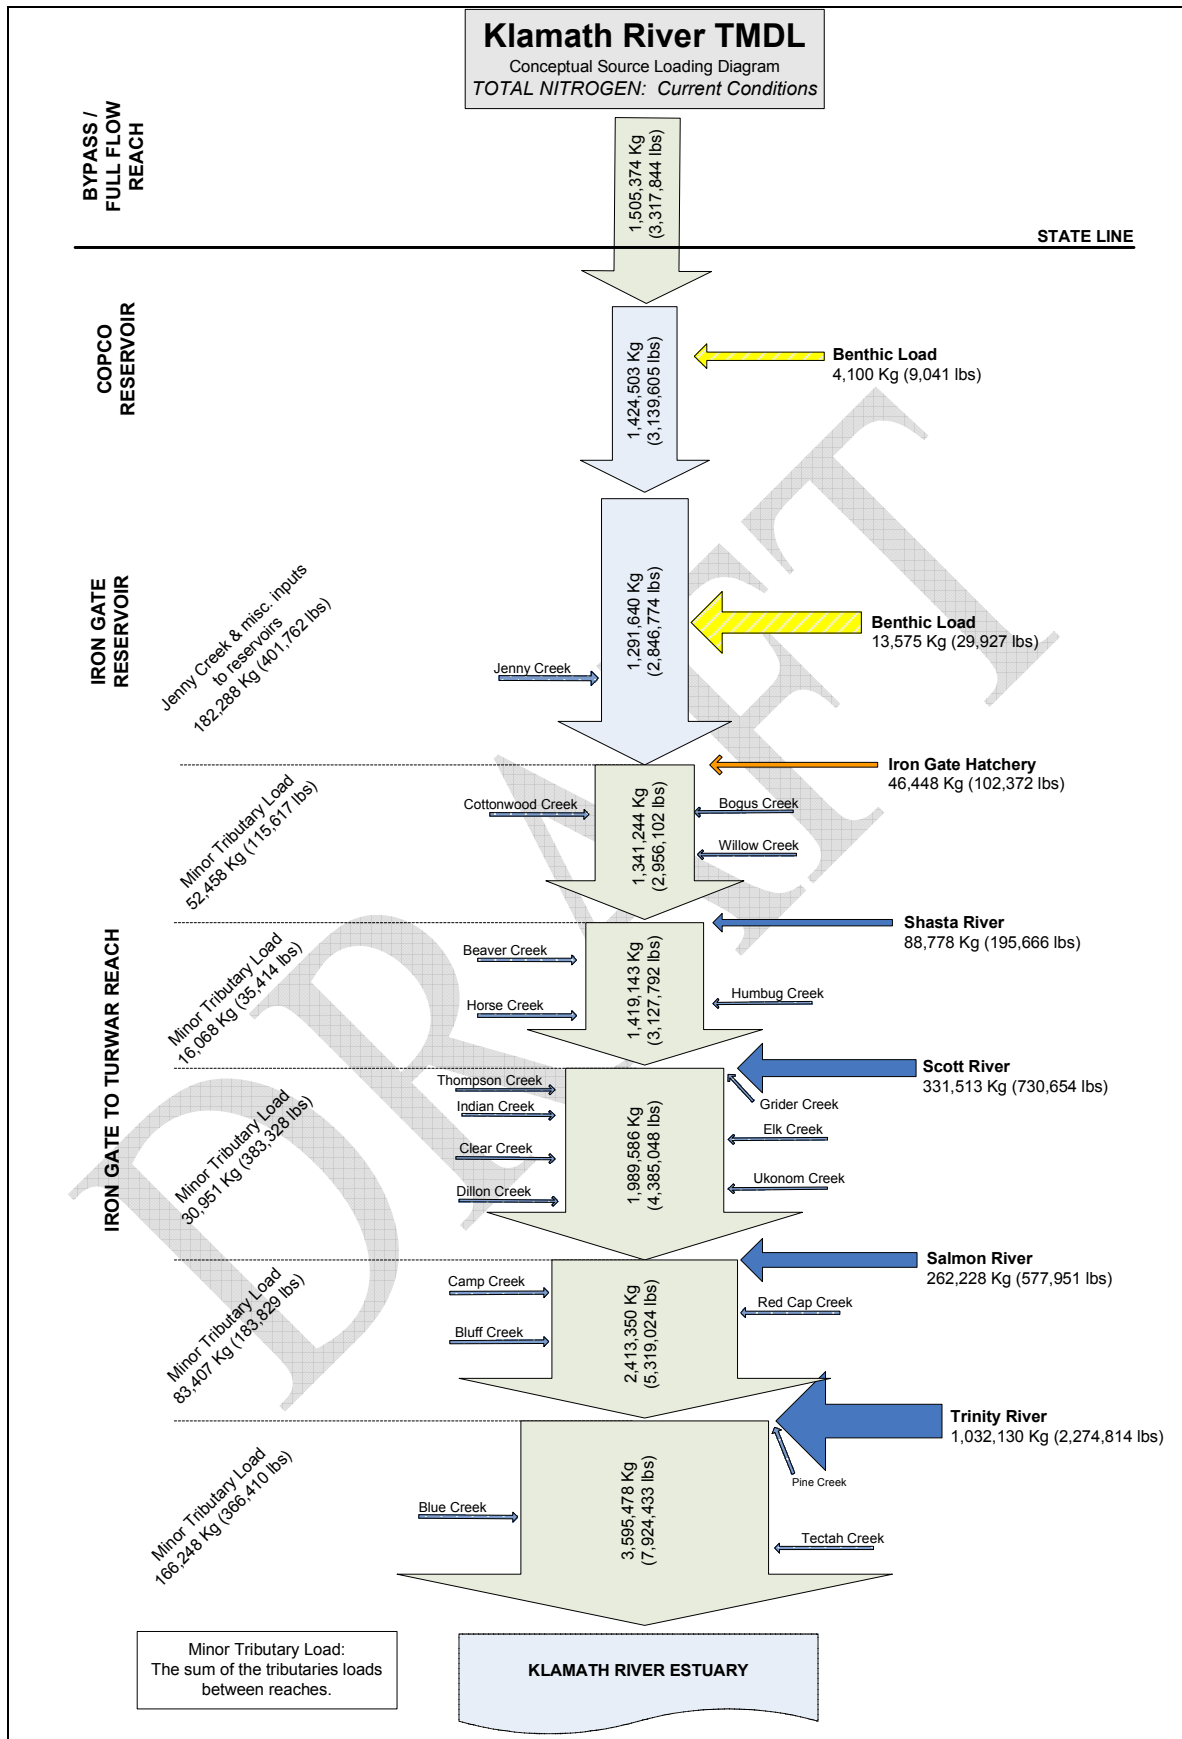 Klamath River TMDL
Conceptual Source Loading Diagram
TOTAL NITROGEN: Current Conditions
BYPASS /
FULL FLOW
REACH
1,505,374 Kg
(3,317,844 lbs)
STATE LINE
COPCO
RESERVOIR
1,424,503 Kg
(3,139,605 lbs)
Benthic Load
4,100 Kg (9,041 lbs)
IRON GATE
RESERVOIR
Jenny Creek & misc. inputs
to reservoirs
182,288 Kg (401,762 lbs)
1,291,640 Kg
(2,846,774 lbs)
Benthic Load
13,575 Kg (29,927 lbs)
Jenny Creek
Iron Gate Hatchery
46,448 Kg (102,372 lbs)
IRON GATE TO TURWAR REACH
Minor Tributary Load
52,458 Kg (115,617 lbs)
Cottonwood Creek
1,341,244 Kg
(2,956,102 lbs)
Bogus Creek
Willow Creek
Shasta River
88,778 Kg (195,666 lbs)
Minor Tributary Load
16,068 Kg (35,414 lbs)
Beaver Creek
Horse Creek
1,419,143 Kg
(3,127,792 lbs)
Humbug Creek
Scott River
331,513 Kg (730,654 lbs)
Minor Tributary Load
30,951 Kg (383,328 lbs)
Thompson Creek
Indian Creek
Clear Creek
Dillon Creek
1,989,586 Kg
(4,385,048 lbs)
Grider Creek
Elk Creek
Ukonom Creek
Salmon River
262,228 Kg (577,951 lbs)
Minor Tributary Load
83,407 Kg (183,829 lbs)
Camp Creek
Bluff Creek
2,413,350 Kg
(5,319,024 lbs)
Red Cap Creek
Trinity River
1,032,130 Kg (2,274,814 lbs)
Pine Creek
Minor Tributary Load
166,248 Kg (366,410 lbs)
Blue Creek
3,595,478 Kg
(7,924,433 lbs)
Tectah Creek
Minor Tributary Load:
The sum of the tributaries loads
between reaches.
KLAMATH RIVER ESTUARY
DRAFT